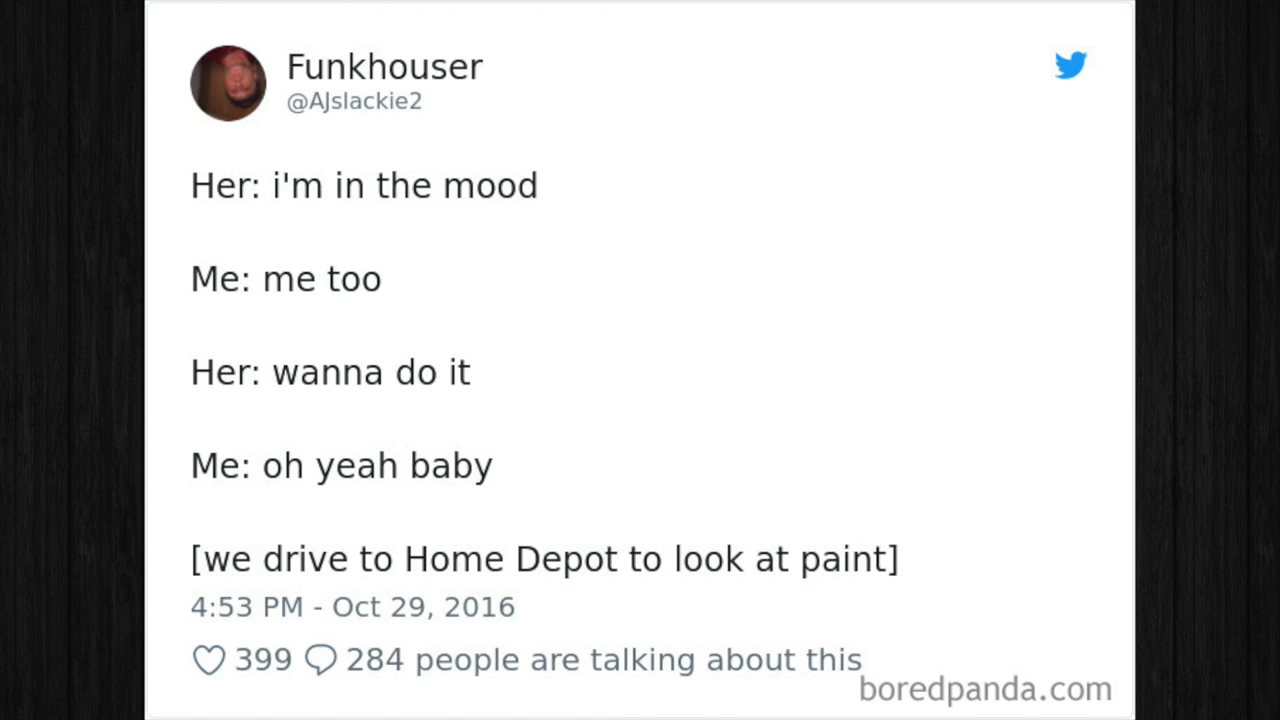 Funkhouser
@AJslackie2
Her: i'm in the mood
Me: me too
Her: wanna do it
Me: oh yeah baby
[we drive to Home Depot to look at paint]
4:53 PM - Oct 29, 2016
399 284 people are talking about this
boredpanda.com